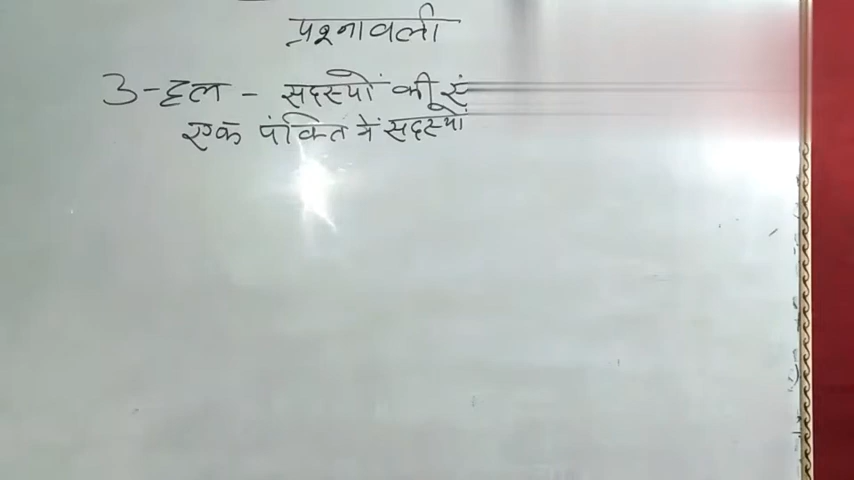 प्रश्नावली
3-हल - सदस्यों की
एक पंक्ति में सदस्यो